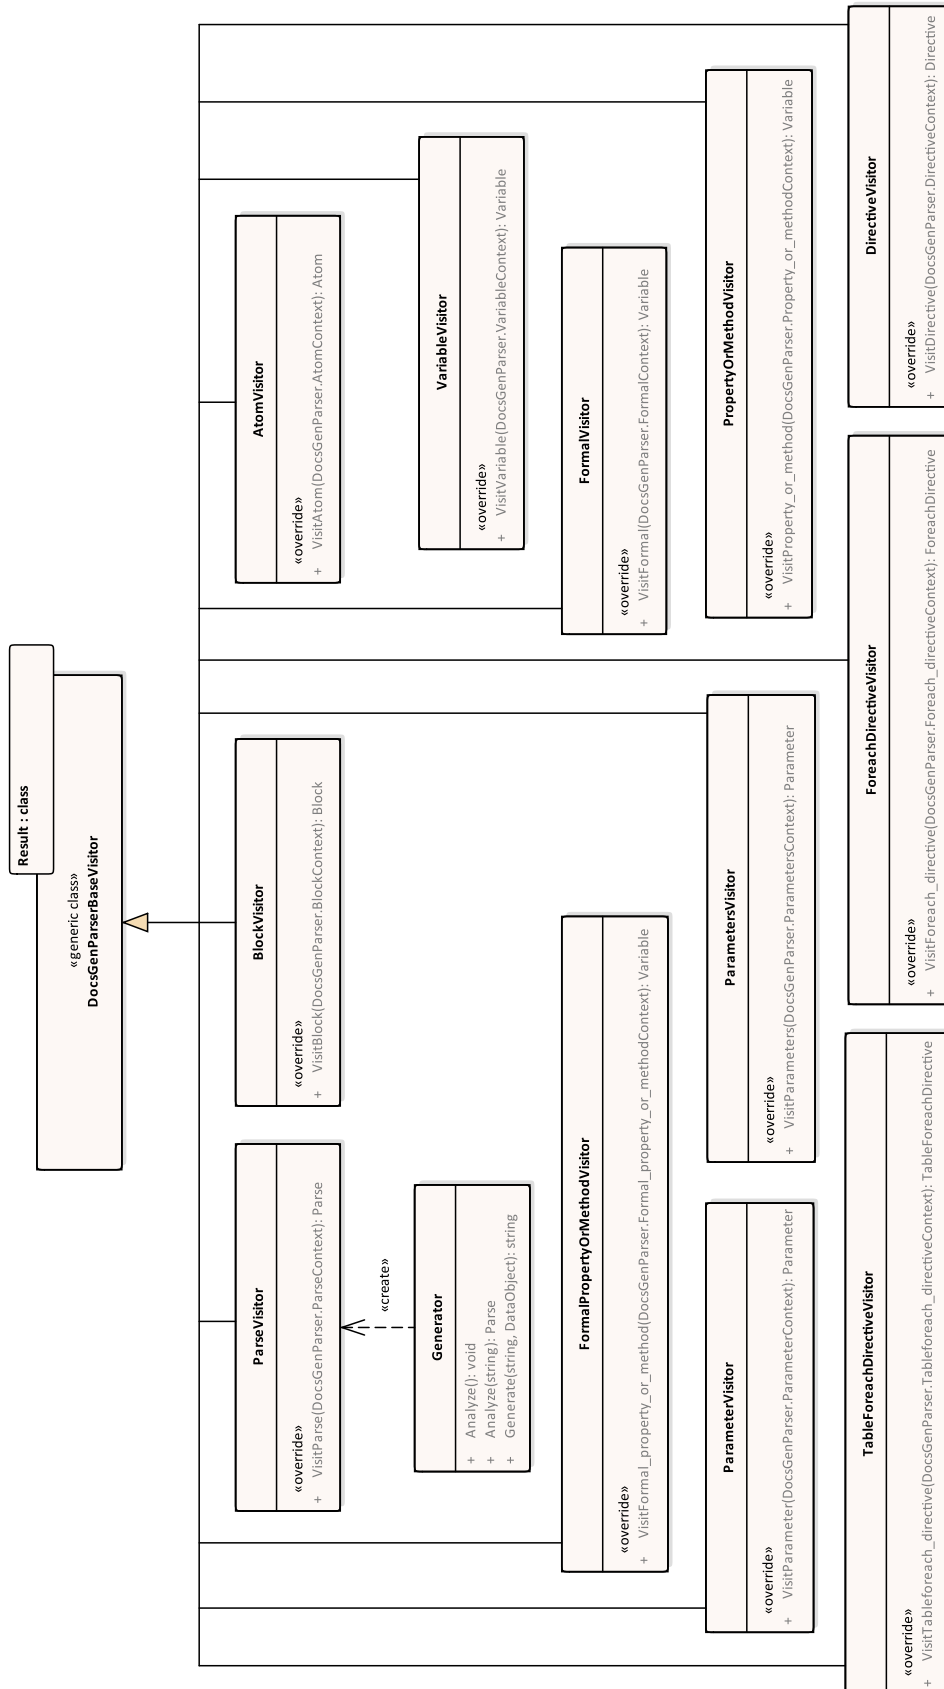 Result : class
«generic class»
DocsGenParserBaseVisitor
ParseVisitor
«override»
+ VisitParse(DocsGenParser.ParseContext): Parse
BlockVisitor
«override»
+ VisitBlock(DocsGenParser.BlockContext): Block
AtomVisitor
«override»
+ VisitAtom(DocsGenParser.AtomContext): Atom
«create»
Generator
+ Analyze(): void
+ Analyze(string): Parse
+ Generate(string, DataObject): string
VariableVisitor
«override»
+ VisitVariable(DocsGenParser.VariableContext): Variable
FormalPropertyOrMethodVisitor
«override»
+ VisitFormal_property_or_method(DocsGenParser.Formal_property_or_methodContext): Variable
FormalVisitor
«override»
+ VisitFormal(DocsGenParser.FormalContext): Variable
ParameterVisitor
«override»
+ VisitParameter(DocsGenParser.ParameterContext): Parameter
ParametersVisitor
«override»
+ VisitParameters(DocsGenParser.ParametersContext): Parameter
PropertyOrMethodVisitor
«override»
+ VisitProperty_or_method(DocsGenParser.Property_or_methodContext): Variable
TableForeachDirectiveVisitor
«override»
+ VisitTableforeach_directive(DocsGenParser.Tableforeach_directiveContext): TableForeachDirective
ForeachDirectiveVisitor
«override»
+ VisitForeach_directive(DocsGenParser.Foreach_directiveContext): ForeachDirective
DirectiveVisitor
«override»
+ VisitDirective(DocsGenParser.DirectiveContext): Directive